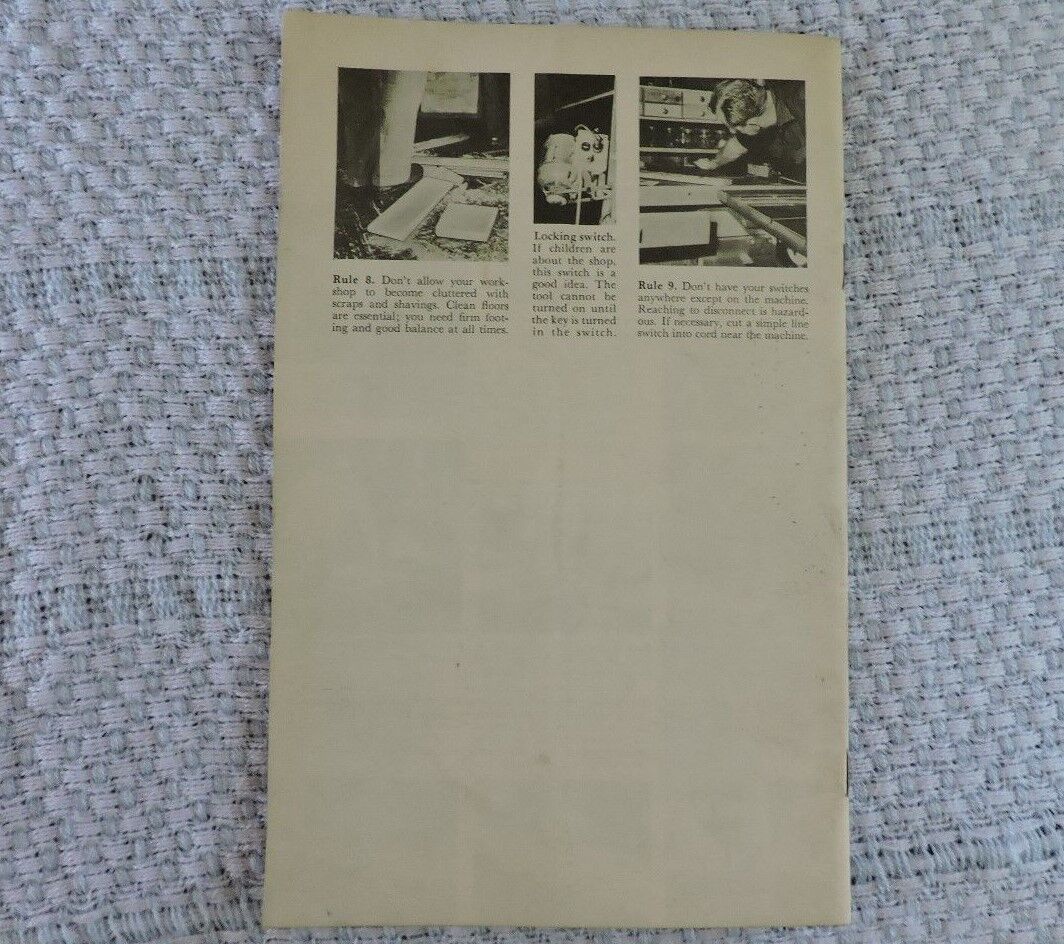 Rule 8. Don't allow your work-
shop to become cluttered with
scraps and shavings. Clean floors
are essential; you need firm foot-
ing and good balance at all times.
Locking switch.
If children are
about the shop,
this switch is a
good idea. The
tool cannot be
turned on until
the key is turned
in the switch.
Rule 9. Don't have your switches
anywhere except on the machine.
Reaching to disconnect is hazard-
ous. If necessary, cut a simple line
switch into cord near the machine.